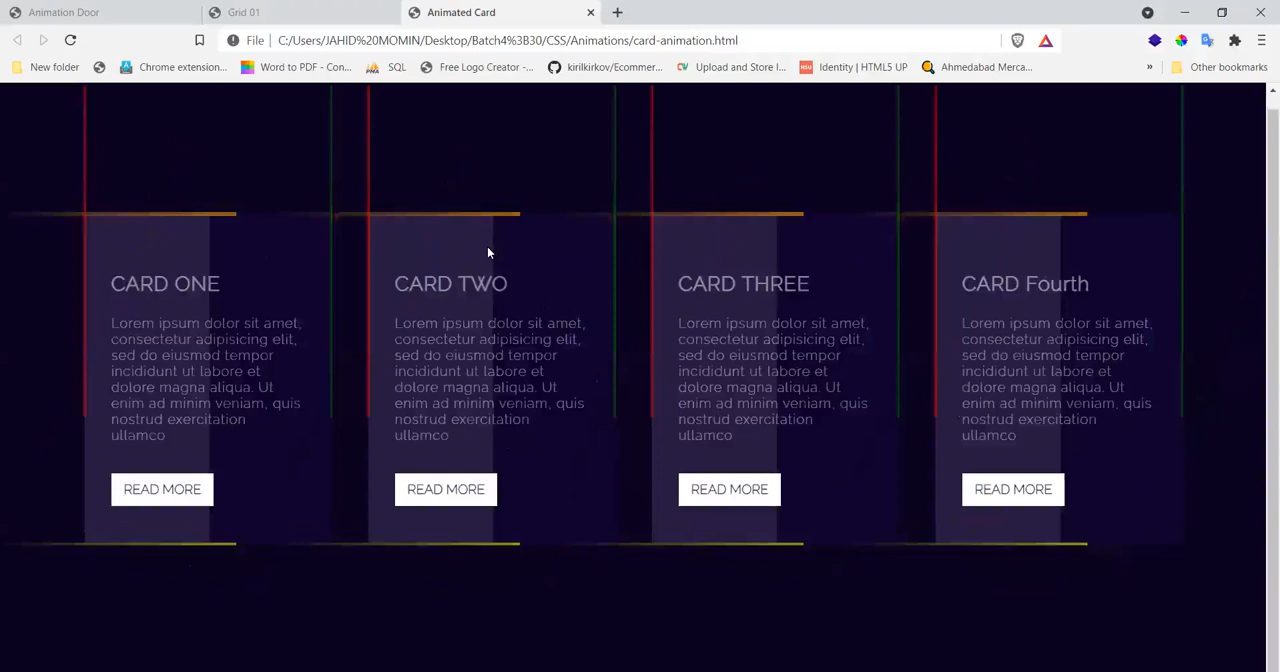 Animation Door
Grid 01
Animated Card
File
C:/Users/JAHID%20MOMIN/Desktop/Batch4%3B30/CSS/Animations/card-animation.html
New folder
Chrome extension...
Word to PDF - Con...
SQL
Free Logo Creator -...
kirilkirkov/Ecommer...
Upload and Store I...
Identity | HTML5 UP
Ahmedabad Merca...
»
Other bookmarks
CARD ONE
Lorem ipsum dolor sit amet,
consectetur adipisicing elit,
sed do eiusmod tempor
incididunt ut labore et
dolore magna aliqua. Ut
enim ad minim veniam, quis
nostrud exercitation
ullamco
READ MORE
CARD TWO
Lorem ipsum dolor sit amet,
consectetur adipisicing elit,
sed do eiusmod tempor
incididunt ut labore et
dolore magna aliqua. Ut
enim ad minim veniam, quis
nostrud exercitation
ullamco
READ MORE
CARD THREE
Lorem ipsum dolor sit amet,
consectetur adipisicing elit,
sed do eiusmod tempor
incididunt ut labore et
dolore magna aliqua. Ut
enim ad minim veniam, quis
nostrud exercitation
ullamco
READ MORE
CARD Fourth
Lorem ipsum dolor sit amet,
consectetur adipisicing elit,
sed do eiusmod tempor
incididunt ut labore et
dolore magna aliqua. Ut
enim ad minim veniam, quis
nostrud exercitation
ullamco
READ MORE